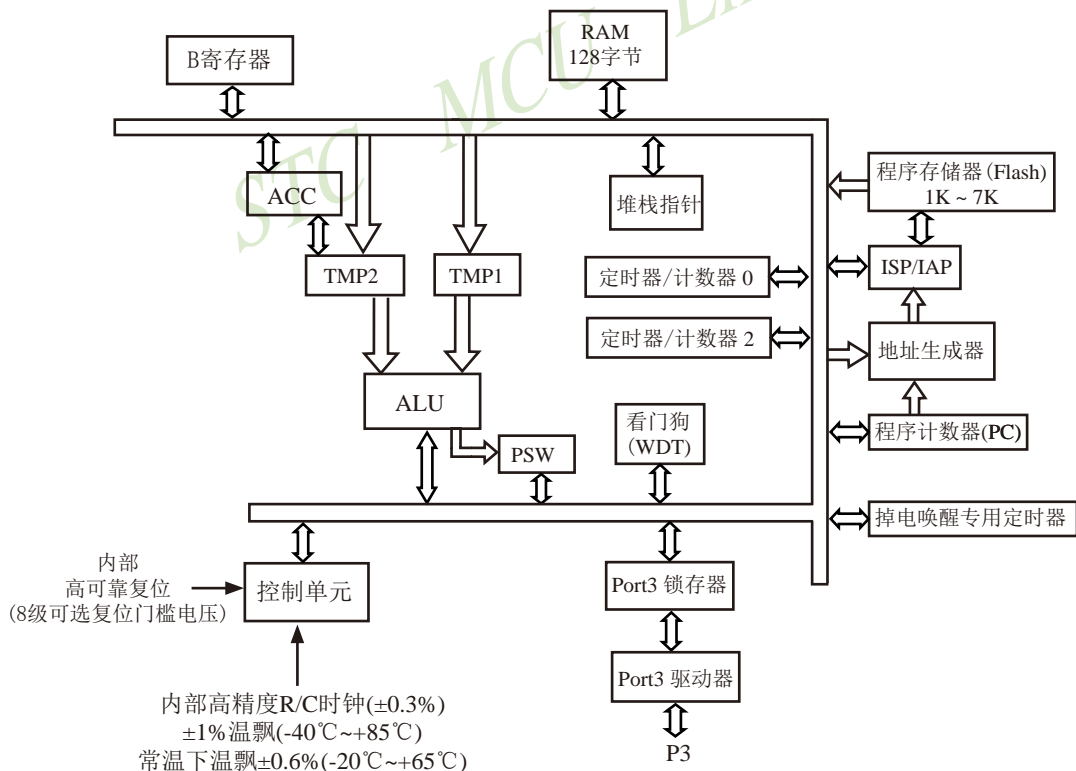 STC MCU
B寄存器
RAM
128字节
ACC
堆栈指针
程序存储器(Flash)
1K ~ 7K
TMP2
TMP1
定时器/计数器 0
ISP/IAP
定时器/计数器 2
地址生成器
ALU
看门狗
(WDT)
程序计数器(PC)
PSW
掉电唤醒专用定时器
内部
高可靠复位
(8级可选复位门槛电压)
控制单元
Port3 锁存器
Port3 驱动器
内部高精度R/C时钟(±0.3%)
±1%温飘(-40℃~+85℃)
常温下温飘±0.6%(-20℃~+65℃)
P3